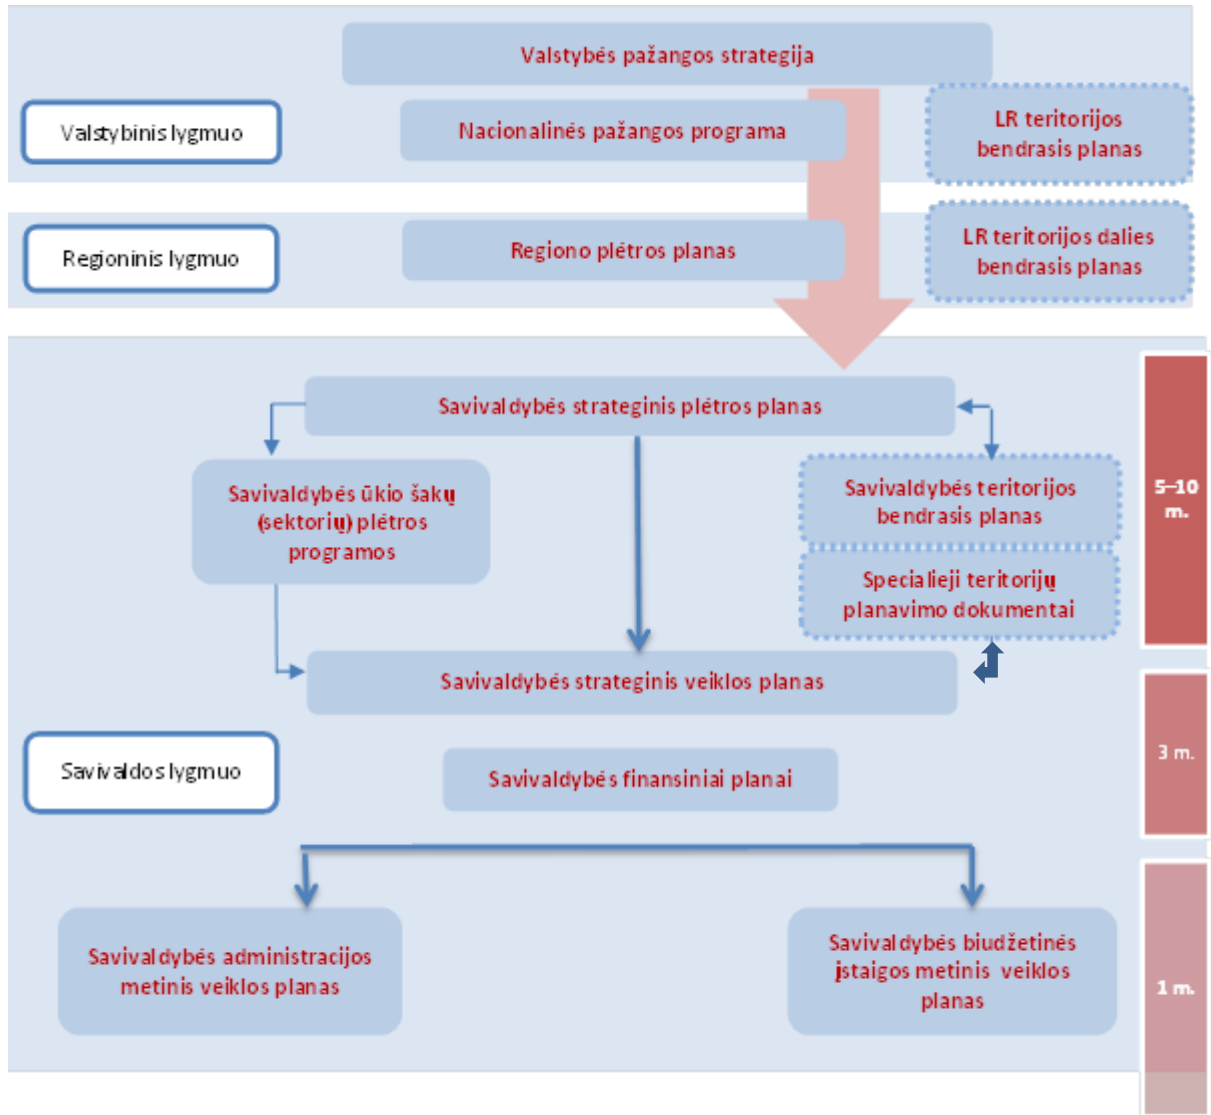 Valstybės pažangos strategija
Valstybinis lygmuo
Nacionalinės pažangos programa
LR teritorijos
bendrasis planas
Regioninis lygmuo
Regiono plėtros planas
LR teritorijos dalies
bendrasis planas
Savivaldybės strateginis plėtros planas
Savivaldybės ūkio šakų
(sektorių) plėtros
programos
Savivaldybės teritorijos
bendrasis planas
Specialieji teritorijų
planavimo dokumentai
5–10
m.
Savivaldybės strateginis veiklos planas
Savivaldos lygmuo
Savivaldybės finansiniai planai
3 m.
Savivaldybės administracijos
metinis veiklos planas
Savivaldybės biudžetinės
įstaigos metinis veiklos
planas
1 m.